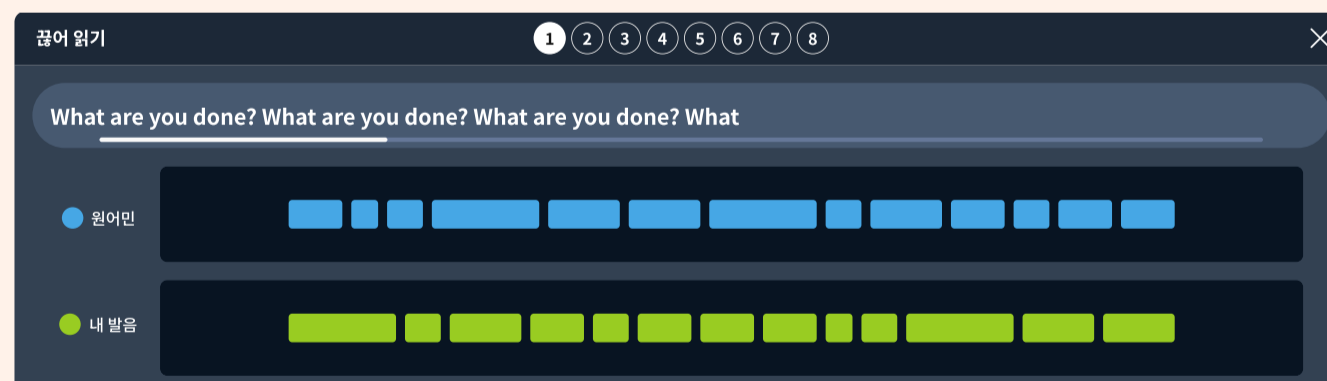 끊어 읽기
1 2 3 4 5 6 7 8
What are you done? What are you done? What are you done? What
원어민
내 발음